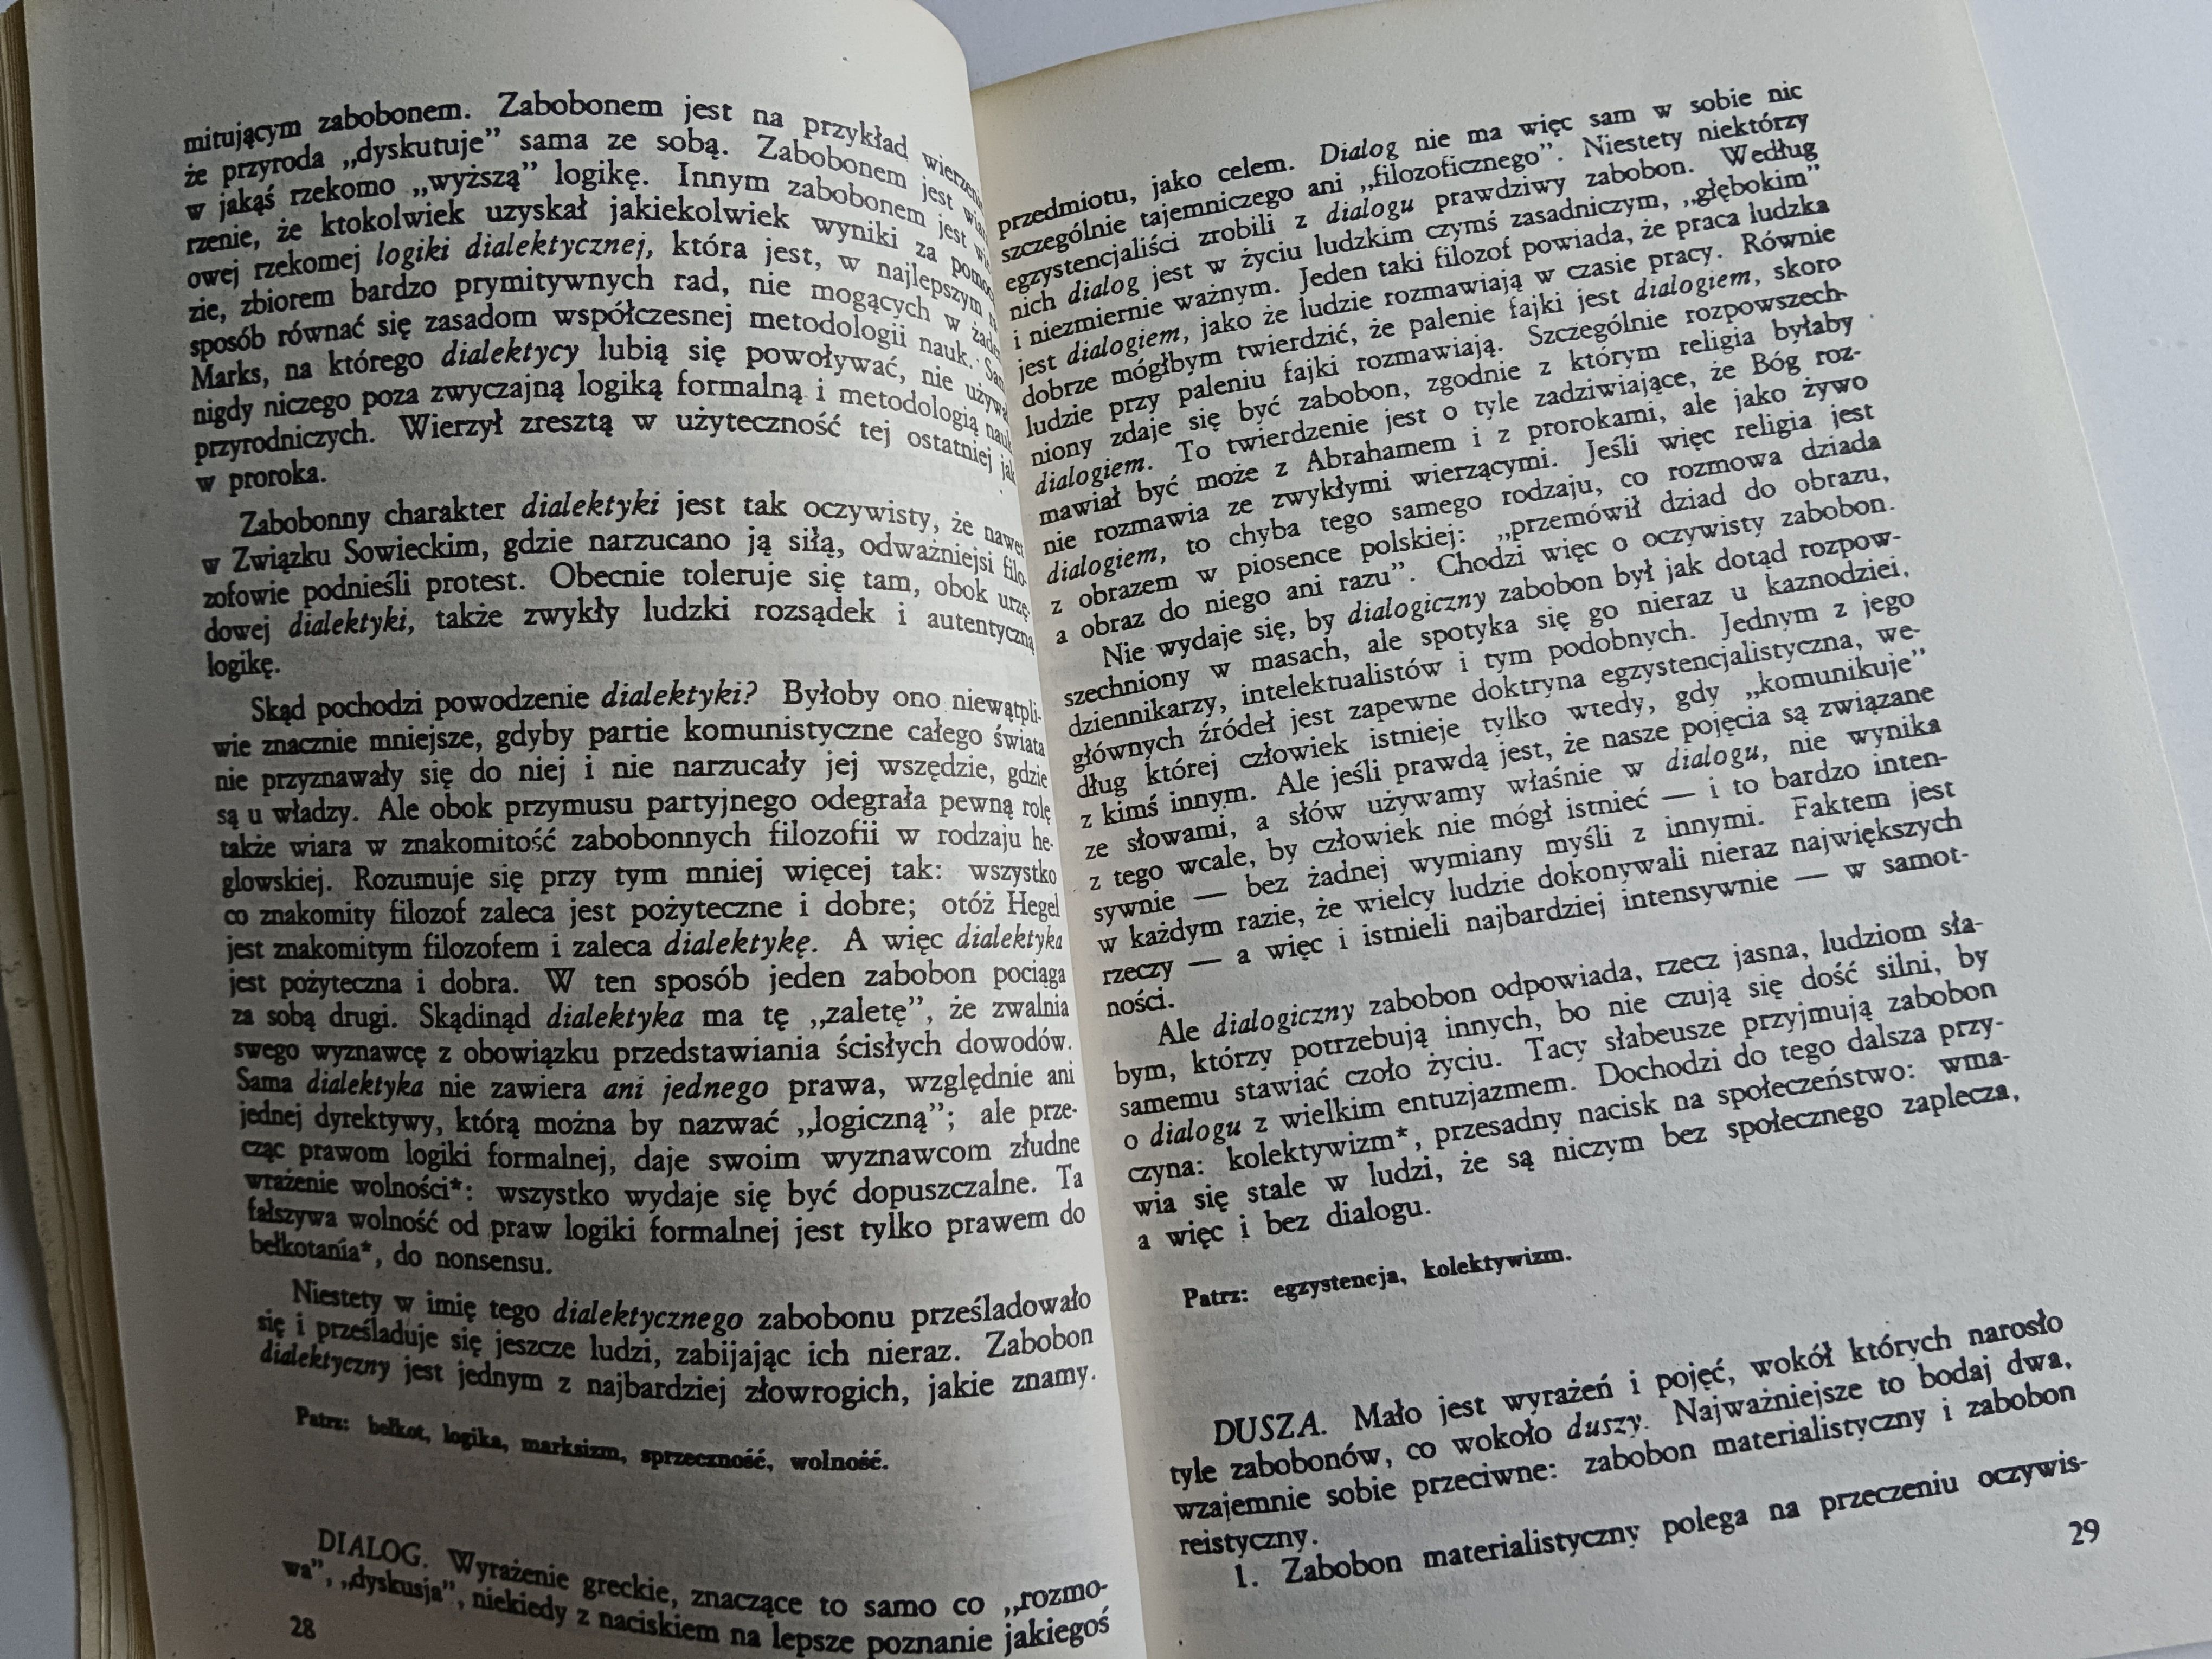 mitującym zabobonem. Zabobonem jest na przykład
że przyroda „dyskutuje” sama ze sobą. Zabobonem jest
w jakąś rzekomo „wyższą” logikę. Innym zabobonem jest
rzenie, że ktokolwiek uzyskał jakiekolwiek wyniki za
owej rzekomej logiki dialektycznej, która jest, w najlepszym
zie, zbiorem bardzo prymitywnych rad, nie mogących w
sposób równać się zasadom współczesnej metodologii nauk.
Marks, na którego dialektycy lubią się powoływać, nie
nigdy niczego poza zwyczajną logiką formalną i metodologią nauk
przyrodniczych. Wierzył zresztą w użyteczność tej ostatniej jak
w proroka.
Zabobonny charakter dialektyki jest tak oczywisty, że nawet
w Związku Sowieckim, gdzie narzucano ją siłą, odważniejsi filo-
zofowie podnieśli protest. Obecnie toleruje się tam, obok urzę-
dowej dialektyki, także zwykły ludzki rozsądek i autentyczną
logikę.
Skąd pochodzi powodzenie dialektyki? Byłoby ono niewątpli-
wie znacznie mniejsze, gdyby partie komunistyczne całego świata
nie przyznawały się do niej i nie narzucały jej wszędzie, gdzie
są u władzy. Ale obok przymusu partyjnego odegrała pewną rolę
także wiara w znakomitość zabobonnych filozofii w rodzaju he-
glowskiej. Rozumuje się przy tym mniej więcej tak: wszystko
co znakomity filozof zaleca jest pożyteczne i dobre; otóż Hegel
jest znakomitym filozofem i zaleca dialektykę. A więc dialektyka
jest pożyteczna i dobra. W ten sposób jeden zabobon pociąga
za sobą drugi. Skądinąd dialektyka ma tę „zaletę”, że zwalnia
swego wyznawcę z obowiązku przedstawiania ścisłych dowodów.
Sama dialektyka nie zawiera ani jednego prawa, względnie ani
jednej dyrektywy, którą można by nazwać „logiczną”; ale prze-
cząc prawom logiki formalnej, daje swoim wyznawcom złudne
wrażenie wolności*: wszystko wydaje się być dopuszczalne. Ta
fałszywa wolność od praw logiki formalnej jest tylko prawem do
bełkotania*, do nonsensu.
Niestety w imię tego dialektycznego zabobonu prześladowało
się i prześladuje się jeszcze ludzi, zabijając ich nieraz. Zabobon
dialektyczny jest jednym z najbardziej złowrogich, jakie znamy.
Patrz: bełkot, logika, marksizm, sprzeczność, wolność.
DIALOG. Wyrażenie greckie, znaczące to samo co „rozmo-
wa”, „dyskusja”, niekiedy z naciskiem na lepsze poznanie jakiegoś
28
przedmiotu, jako celem. Dialog nie ma więc sam w sobie nic
szczególnie tajemniczego ani „filozoficznego”. Niestety niektórzy
egzystencjaliści zrobili z dialogu prawdziwy zabobon. Według
nich dialog jest w życiu ludzkim czymś zasadniczym, „głębokim”
i niezmiernie ważnym. Jeden taki filozof powiada, że praca ludzka
jest dialogiem, jako że ludzie rozmawiają w czasie pracy. Równie
dobrze mógłbym twierdzić, że palenie fajki jest dialogiem, skoro
ludzie przy paleniu fajki rozmawiają. Szczególnie rozpowszech-
niony zdaje się być zabobon, zgodnie z którym religia byłaby
dialogiem. To twierdzenie jest o tyle zadziwiające, że Bóg roz-
mawiał być może z Abrahamem i z prorokami, ale jako żywo
nie rozmawia ze zwykłymi wierzącymi. Jeśli więc religia jest
dialogiem, to chyba tego samego rodzaju, co rozmowa dziada
z obrazem w piosence polskiej: „przemówił dziad do obrazu,
a obraz do niego ani razu”. Chodzi więc o oczywisty zabobon.
Nie wydaje się, by dialogiczny zabobon był jak dotąd rozpow-
szechniony w masach, ale spotyka się go nieraz u kaznodziei,
dziennikarzy, intelektualistów i tym podobnych. Jednym z jego
głównych źródeł jest zapewne doktryna egzystencjalistyczna, we-
dług której człowiek istnieje tylko wtedy, gdy „komunikuje”
z kimś innym. Ale jeśli prawdą jest, że nasze pojęcia są związane
ze słowami, a słów używamy właśnie w dialogu, nie wynika
z tego wcale, by człowiek nie mógł istnieć — i to bardzo inten-
sywnie — bez żadnej wymiany myśli z innymi. Faktem jest
w każdym razie, że wielcy ludzie dokonywali nieraz największych
rzeczy — a więc i istnieli najbardziej intensywnie — w samot-
ności.
Ale dialogiczny zabobon odpowiada, rzecz jasna, ludziom sła-
bym, którzy potrzebują innych, bo nie czują się dość silni, by
samemu stawiać czoło życiu. Tacy słabeusze przyjmują zabobon
o dialogu z wielkim entuzjazmem. Dochodzi do tego dalsza przy-
czyna: kolektywizm*, przesadny nacisk na społeczeństwo: wma-
wia się stale w ludzi, że są niczym bez społecznego zaplecza,
a więc i bez dialogu.
Patrz: egzystencja, kolektywizm.
DUSZA. Mało jest wyrażeń i pojęć, wokół których narosło
tyle zabobonów, co wokoło duszy. Najważniejsze to bodaj dwa,
wzajemnie sobie przeciwne: zabobon materialistyczny i zabobon
reistyczny.
1. Zabobon materialistyczny polega na przeczeniu oczywis-
29